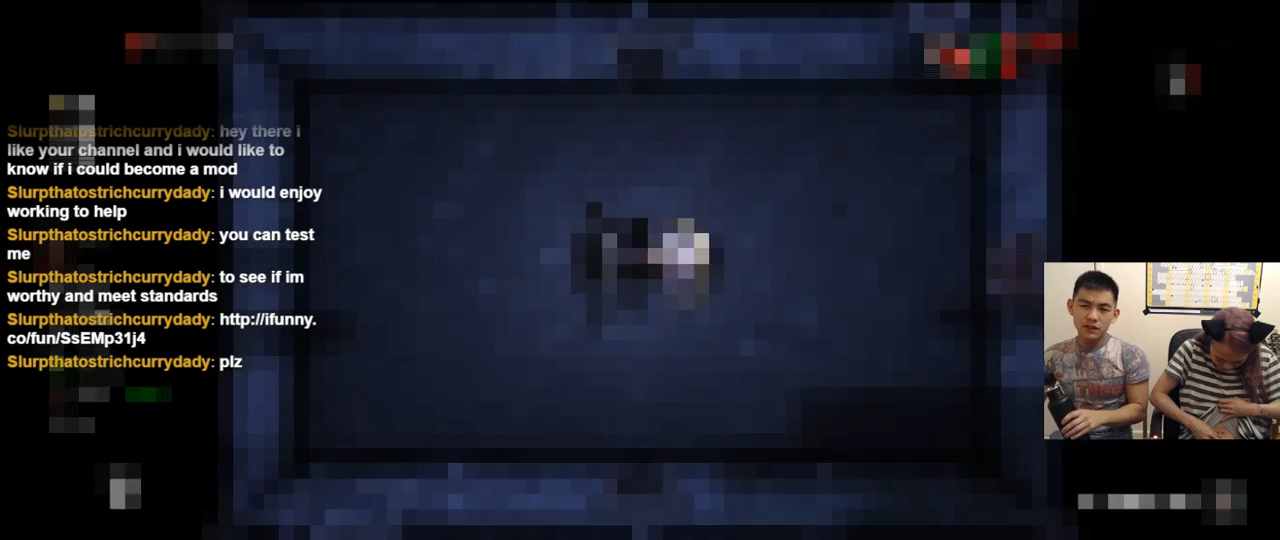 Slurpthatostrichcurrydady: hey there i
like your channel and i would like to
know if i could become a mod
Slurpthatostrichcurrydady: i would enjoy
working to help
Slurpthatostrichcurrydady: you can test
me
Slurpthatostrichcurrydady: to see if im
worthy and meet standards
Slurpthatostrichcurrydady: http://ifunny.
co/fun/SsEMp31j4
Slurpthatostrichcurrydady: plz